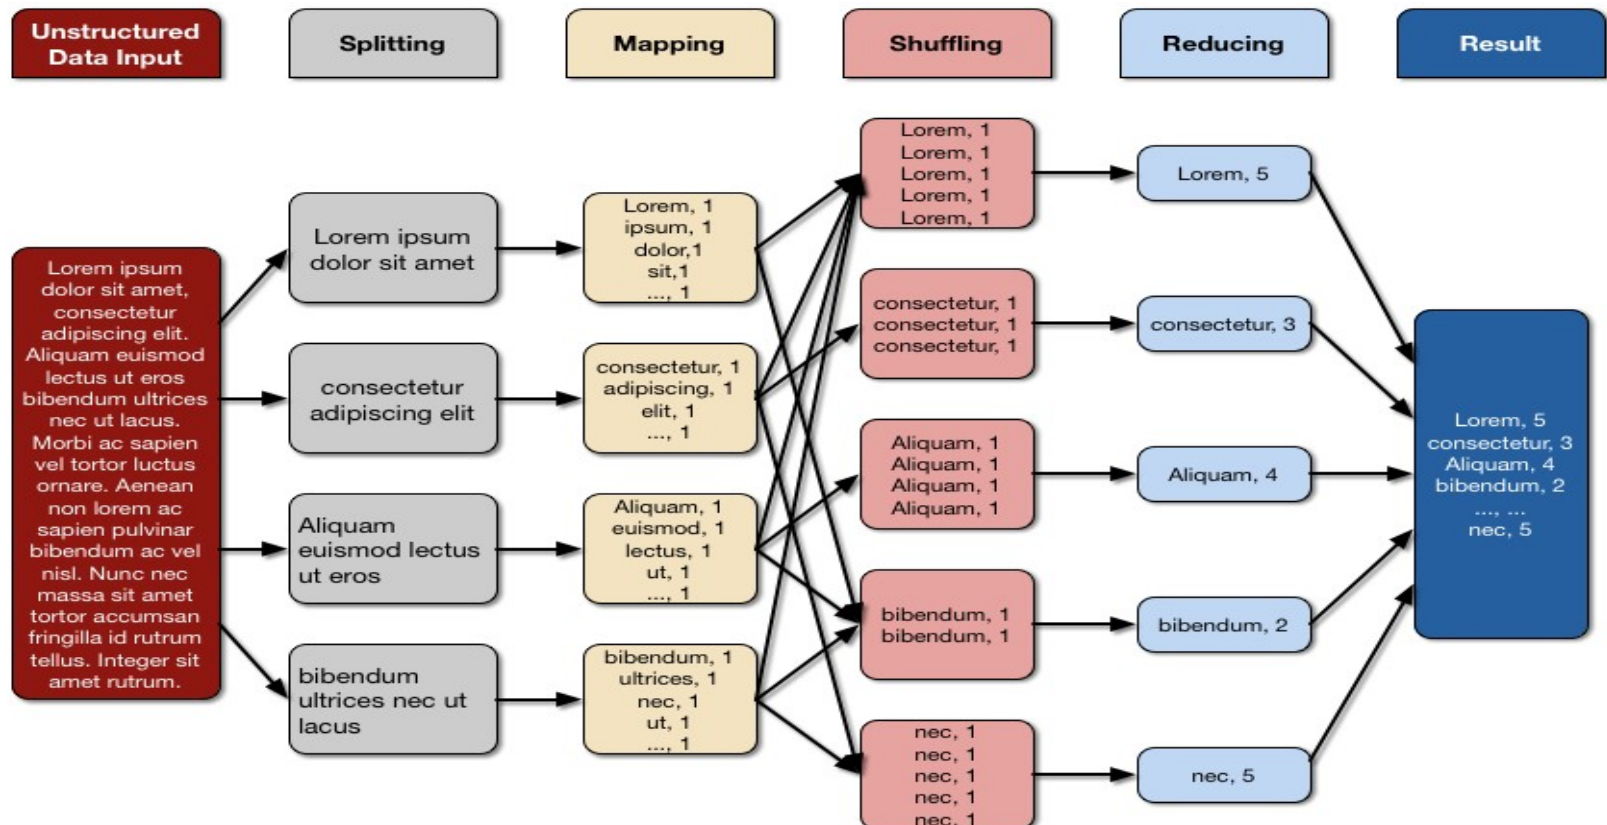 Unstructured
Data Input
Splitting
Mapping
Shuffling
Reducing
Result
Lorem ipsum
dolor sit amet,
consectetur
adipiscing elit.
Aliquam euismod
lectus ut eros
bibendum ultrices
nec ut lacus.
Morbi ac sapien
vel tortor luctus
ornare. Aenean
non lorem ac
sapien pulvinar
bibendum ac vel
nisl. Nunc nec
massa sit amet
tortor accumsan
fringilla id rutrum
tellus. Integer sit
amet rutrum.
Lorem ipsum
dolor sit amet
consectetur
adipiscing elit
Aliquam
euismod lectus
ut eros
bibendum
ultrices nec ut
lacus
Lorem, 1
ipsum, 1
dolor,1
sit,1
..., 1
consectetur, 1
adipiscing, 1
elit, 1
..., 1
Aliquam, 1
euismod, 1
lectus, 1
ut, 1
..., 1
bibendum, 1
ultrices, 1
nec, 1
ut, 1
..., 1
Lorem, 1
Lorem, 1
Lorem, 1
Lorem, 1
Lorem, 1
consectetur, 1
consectetur, 1
consectetur, 1
Aliquam, 1
Aliquam, 1
Aliquam, 1
Aliquam, 1
bibendum, 1
bibendum, 1
nec, 1
nec, 1
nec, 1
nec, 1
nec, 1
Lorem, 5
consectetur, 3
Aliquam, 4
bibendum, 2
nec, 5
Lorem, 5
consectetur, 3
Aliquam, 4
bibendum, 2
..., ...
nec, 5